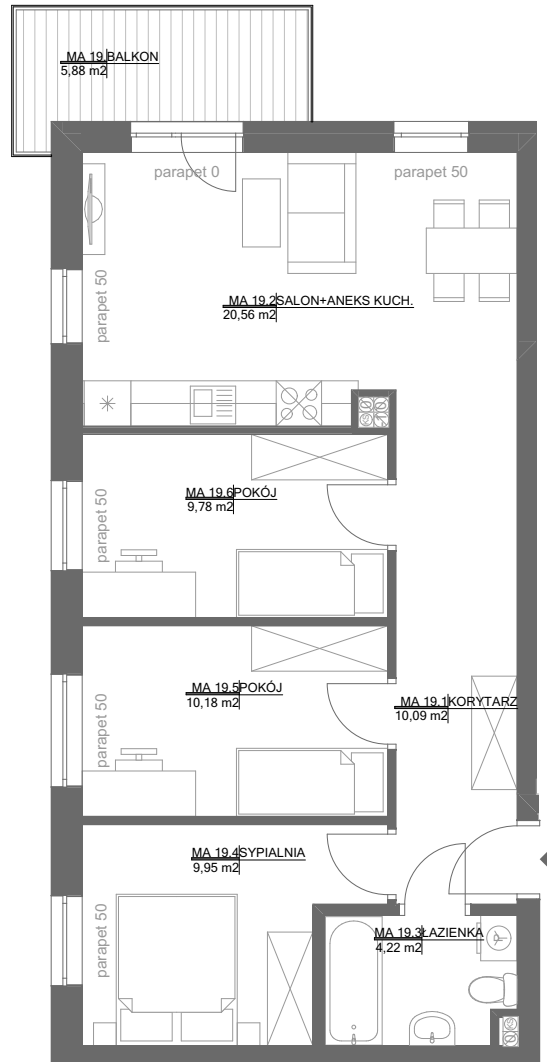 MA 19.BALKON
5,88 m2
parapet 0
parapet 50
parapet 50
MA 19.2SALON+ANEKS KUCH.
20,56 m2
MA 19.6POKÓJ
9,78 m2
parapet 50
MA 19.5POKÓJ
10,18 m2
parapet 50
MA 19.1KORYTARZ
10,09 m2
MA 19.4SYPIALNIA
9,95 m2
parapet 50
MA 19.3ŁAZIENKA
4,22 m2